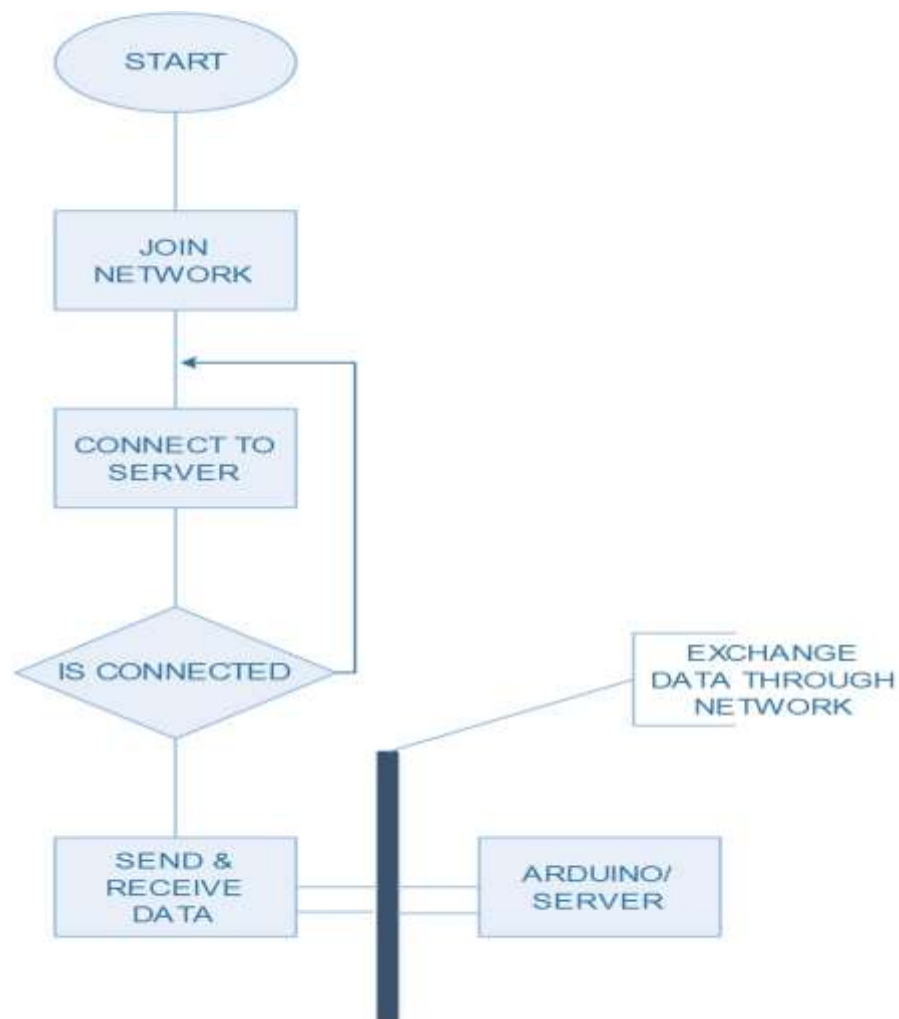 START
JOIN
NETWORK
CONNECT TO
SERVER
IS CONNECTED
EXCHANGE
DATA THROUGH
NETWORK
SEND &
RECEIVE
DATA
ARDUINO/
SERVER